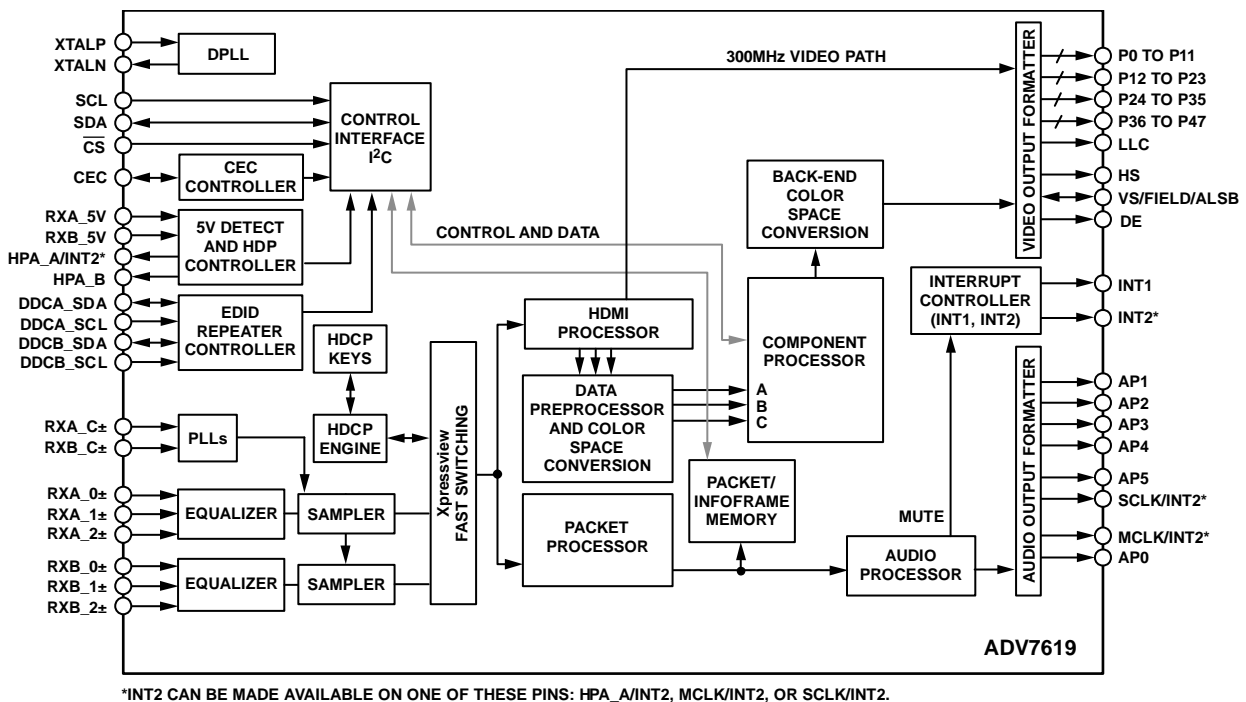 XTALP
XTALN
DPLL
SCL
SDA
CS
CEC
CONTROL
INTERFACE
I²C
CEC
CONTROLLER
RXA_5V
RXB_5V
HPA_A/INT2*
HPA_B
5V DETECT
AND HDP
CONTROLLER
DDCA_SDA
DDCA_SCL
DDCB_SDA
DDCB_SCL
EDID
REPEATER
CONTROLLER
HDCP
KEYS
HDCP
ENGINE
RXA_C±
RXB_C±
PLLs
RXA_0±
RXA_1±
RXA_2±
EQUALIZER
SAMPLER
RXB_0±
RXB_1±
RXB_2±
EQUALIZER
SAMPLER
Xpressview
FAST SWITCHING
300MHz VIDEO PATH
CONTROL AND DATA
HDMI
PROCESSOR
DATA
PREPROCESSOR
AND COLOR
SPACE
CONVERSION
A
B
C
COMPONENT
PROCESSOR
BACK-END
COLOR
SPACE
CONVERSION
PACKET
PROCESSOR
PACKET/
INFOFRAME
MEMORY
MUTE
AUDIO
PROCESSOR
INTERRUPT
CONTROLLER
(INT1, INT2)
VIDEO OUTPUT FORMATTER
AUDIO OUTPUT FORMATTER
P0 TO P11
P12 TO P23
P24 TO P35
P36 TO P47
LLC
HS
VS/FIELD/ALSB
DE
INT1
INT2*
AP1
AP2
AP3
AP4
AP5
SCLK/INT2*
MCLK/INT2*
AP0
ADV7619
*INT2 CAN BE MADE AVAILABLE ON ONE OF THESE PINS: HPA_A/INT2, MCLK/INT2, OR SCLK/INT2.